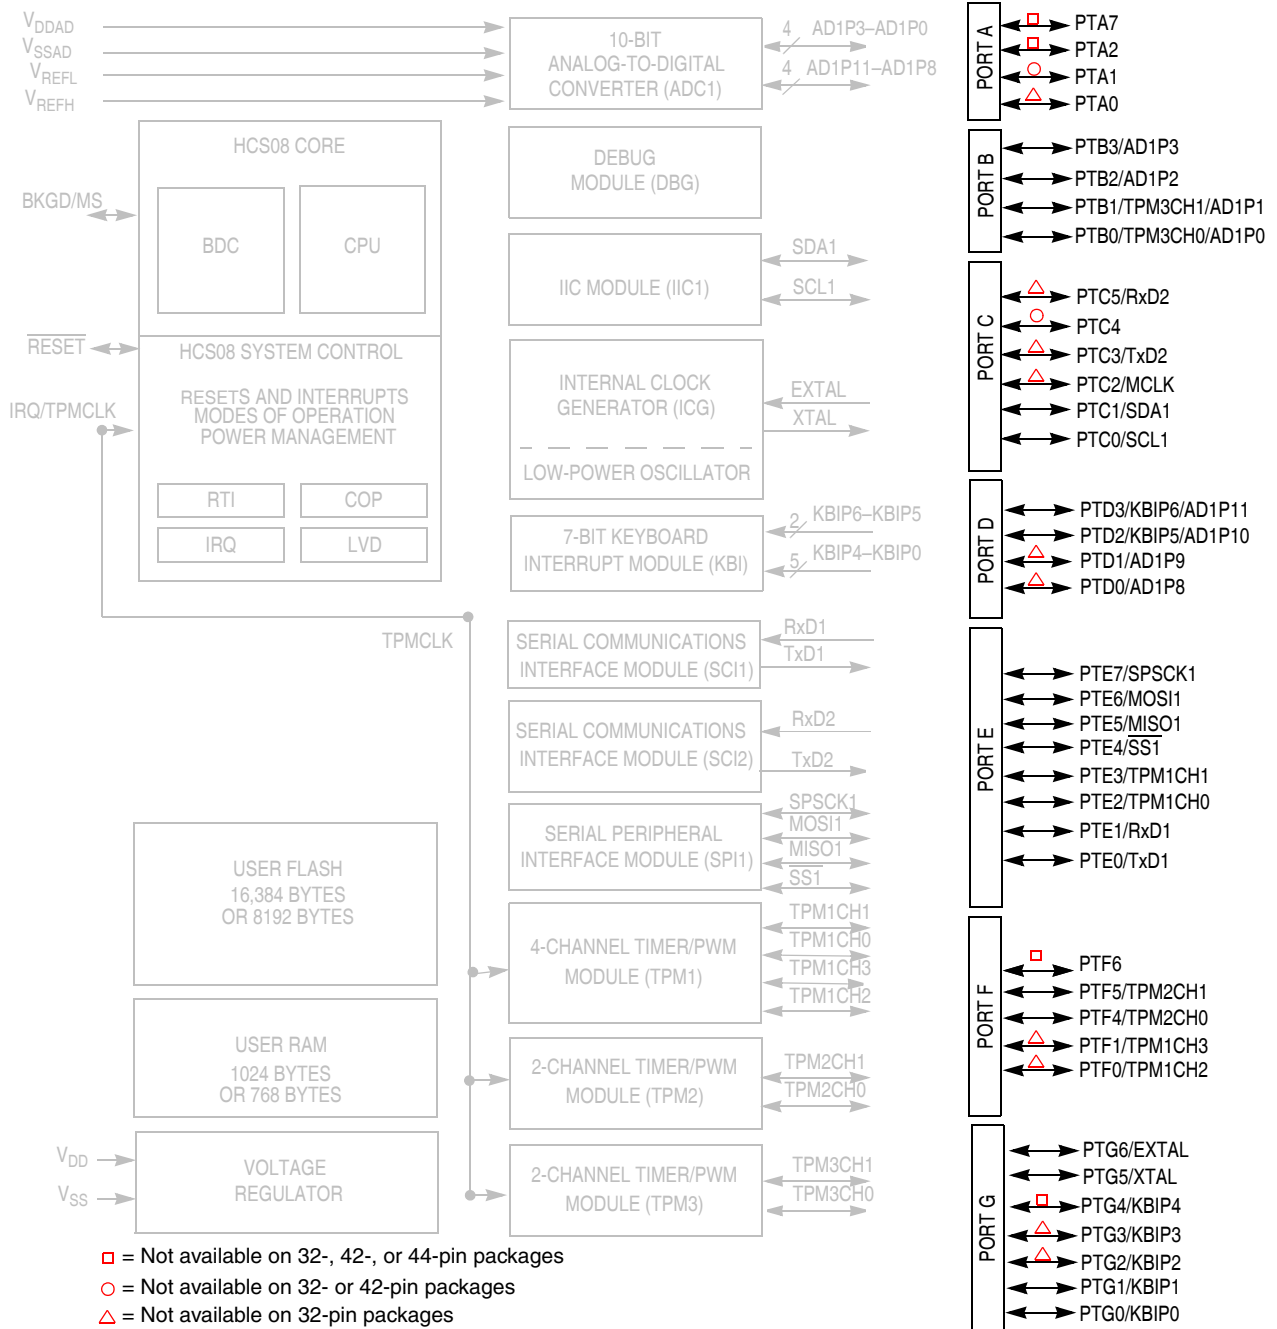 VDDAD
VSSAD
VREFL
VREFH
10-BIT
ANALOG-TO-DIGITAL
CONVERTER (ADC1)
4 AD1P3–AD1P0
4 AD1P11–AD1P8
HCS08 CORE
BDC
CPU
BKGD/MS
RESET
HCS08 SYSTEM CONTROL
RESETS AND INTERRUPTS
MODES OF OPERATION
POWER MANAGEMENT
IRQ/TPMCLK
RTI
COP
IRQ
LVD
TPMCLK
DEBUG
MODULE (DBG)
IIC MODULE (IIC1)
SDA1
SCL1
INTERNAL CLOCK
GENERATOR (ICG)
LOW-POWER OSCILLATOR
EXTAL
XTAL
7-BIT KEYBOARD
INTERRUPT MODULE (KBI)
2 KBIP6–KBIP5
5 KBIP4–KBIP0
SERIAL COMMUNICATIONS
INTERFACE MODULE (SCI1)
RxD1
TxD1
SERIAL COMMUNICATIONS
INTERFACE MODULE (SCI2)
RxD2
TxD2
SERIAL PERIPHERAL
INTERFACE MODULE (SPI1)
SPSCK1
MOSI1
MISO1
SS1
USER FLASH
16,384 BYTES
OR 8192 BYTES
4-CHANNEL TIMER/PWM
MODULE (TPM1)
TPM1CH1
TPM1CH0
TPM1CH3
TPM1CH2
USER RAM
1024 BYTES
OR 768 BYTES
2-CHANNEL TIMER/PWM
MODULE (TPM2)
TPM2CH1
TPM2CH0
VDD
VSS
VOLTAGE
REGULATOR
2-CHANNEL TIMER/PWM
MODULE (TPM3)
TPM3CH1
TPM3CH0
PORT A
PTA7
PTA2
PTA1
PTA0
PORT B
PTB3/AD1P3
PTB2/AD1P2
PTB1/TPM3CH1/AD1P1
PTB0/TPM3CH0/AD1P0
PORT C
PTC5/RxD2
PTC4
PTC3/TxD2
PTC2/MCLK
PTC1/SDA1
PTC0/SCL1
PORT D
PTD3/KBIP6/AD1P11
PTD2/KBIP5/AD1P10
PTD1/AD1P9
PTD0/AD1P8
PORT E
PTE7/SPSCK1
PTE6/MOSI1
PTE5/MISO1
PTE4/SS1
PTE3/TPM1CH1
PTE2/TPM1CH0
PTE1/RxD1
PTE0/TxD1
PORT F
PTF6
PTF5/TPM2CH1
PTF4/TPM2CH0
PTF1/TPM1CH3
PTF0/TPM1CH2
PORT G
PTG6/EXTAL
PTG5/XTAL
PTG4/KBIP4
PTG3/KBIP3
PTG2/KBIP2
PTG1/KBIP1
PTG0/KBIP0
= Not available on 32-, 42-, or 44-pin packages
= Not available on 32- or 42-pin packages
= Not available on 32-pin packages